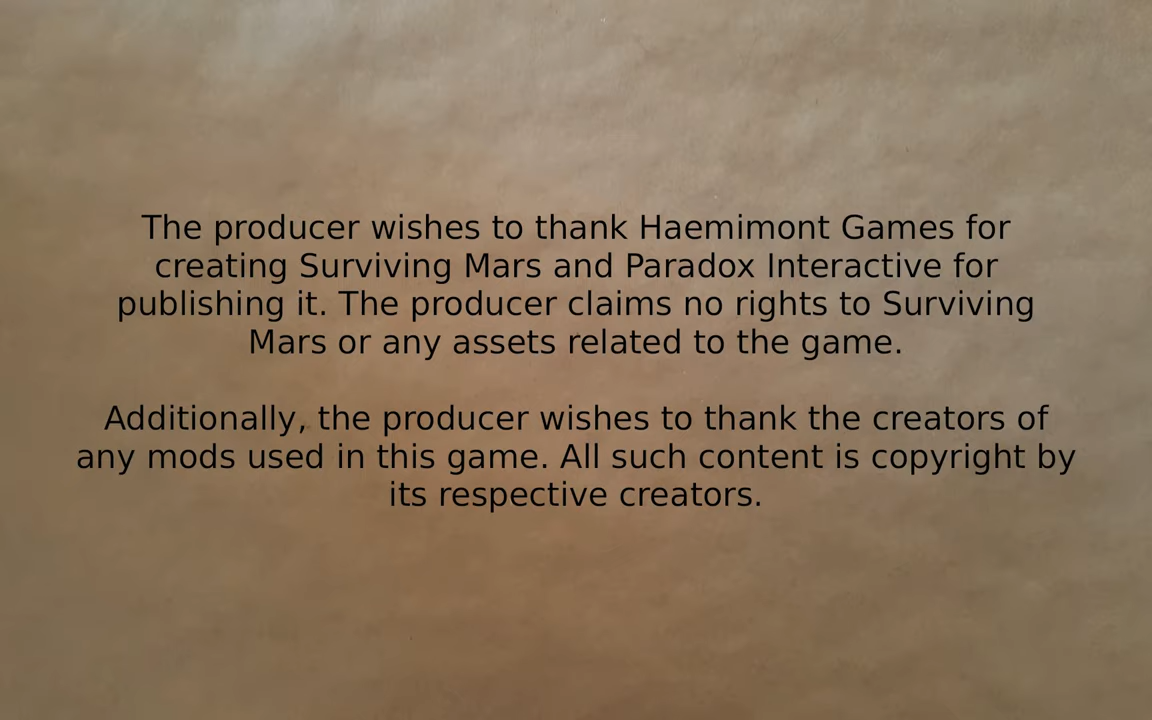 The producer wishes to thank Haemimont Games for
creating Surviving Mars and Paradox Interactive for
publishing it. The producer claims no rights to Surviving
Mars or any assets related to the game.
Additionally, the producer wishes to thank the creators of
any mods used in this game. All such content is copyright by
its respective creators.